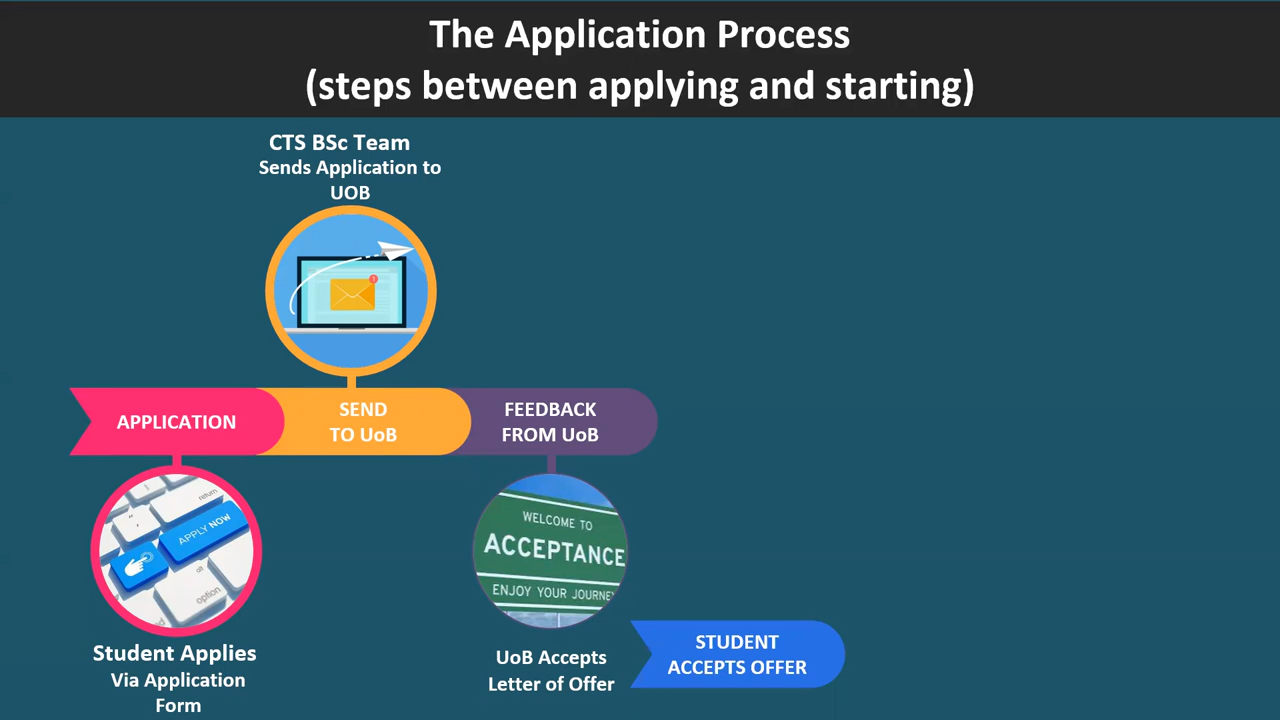 The Application Process
(steps between applying and starting)
CTS BSc Team
Sends Application to
UOB
1
APPLICATION
SEND
TO UoB
FEEDBACK
FROM UoB
return
APPLY NOW
alt
option
WELCOME TO
ACCEPTANCE
ENJOY YOUR JOURNEY
Student Applies
Via Application
Form
UoB Accepts
Letter of Offer
STUDENT
ACCEPTS OFFER